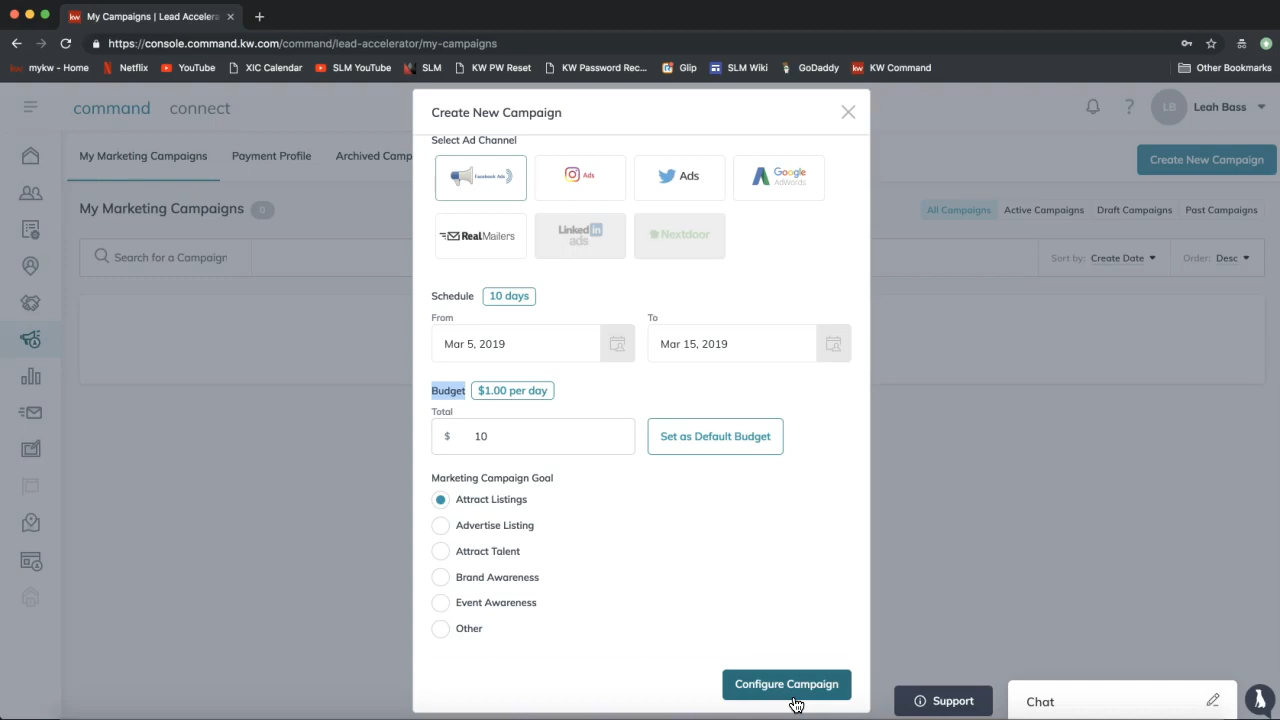 My Campaigns | Lead Accelera
https://console.command.kw.com/command/lead-accelerator/my-campaigns
kw mykw - Home Netflix YouTube XIC Calendar SLM YouTube SLM KW PW Reset KW Password Rec... Glip SLM Wiki GoDaddy kw KW Command Other Bookmarks
command connect
LB Leah Bass
My Marketing Campaigns Payment Profile Archived Camp
Create New Campaign
My Marketing Campaigns 0
All Campaigns Active Campaigns Draft Campaigns Past Campaigns
Search for a Campaign
Sort by: Create Date Order: Desc
Create New Campaign
Select Ad Channel
Facebook Ads
Ads
Ads
Google AdWords
RealMailers
Linked in ads
Nextdoor
Schedule 10 days
From To
Mar 5, 2019 Mar 15, 2019
Budget $1.00 per day
Total
$ 10 Set as Default Budget
Marketing Campaign Goal
Attract Listings
Advertise Listing
Attract Talent
Brand Awareness
Event Awareness
Other
Configure Campaign
Support
Chat